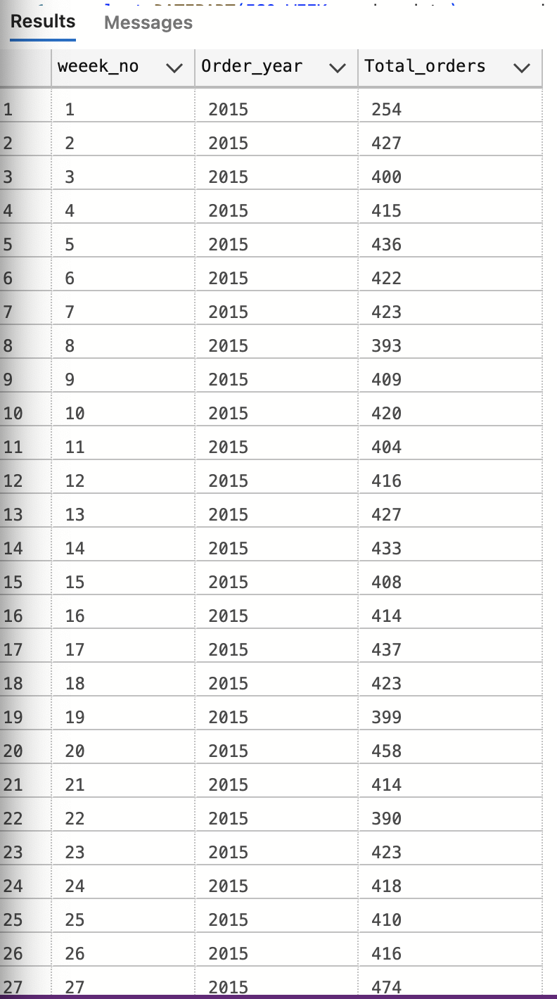 Results Messages
weeek_no Order_year Total_orders
1 1 2015 254
2 2 2015 427
3 3 2015 400
4 4 2015 415
5 5 2015 436
6 6 2015 422
7 7 2015 423
8 8 2015 393
9 9 2015 409
10 10 2015 420
11 11 2015 404
12 12 2015 416
13 13 2015 427
14 14 2015 433
15 15 2015 408
16 16 2015 414
17 17 2015 437
18 18 2015 423
19 19 2015 399
20 20 2015 458
21 21 2015 414
22 22 2015 390
23 23 2015 423
24 24 2015 418
25 25 2015 410
26 26 2015 416
27 27 2015 474